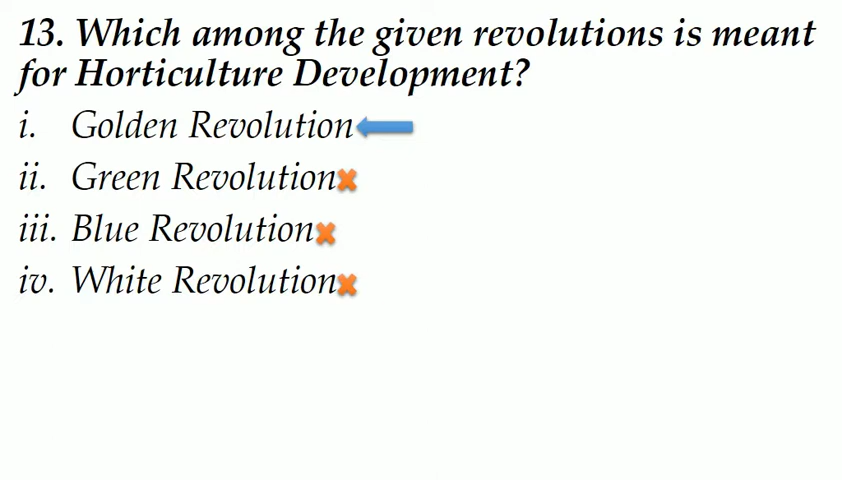 13. Which among the given revolutions is meant
for Horticulture Development?
i. Golden Revolution
ii. Green Revolution
iii. Blue Revolution
iv. White Revolution